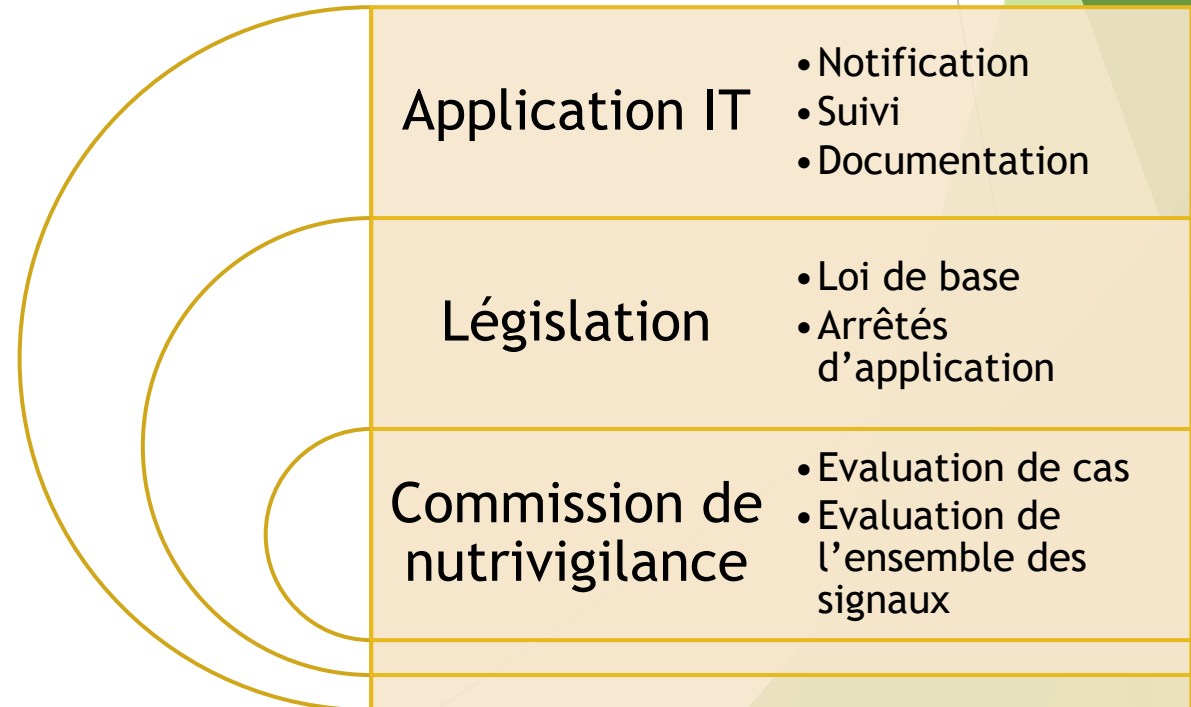 Application IT
• Notification
• Suivi
• Documentation
Législation
• Loi de base
• Arrêtés
d’application
Commission de
nutrivigilance
• Evaluation de cas
• Evaluation de
l’ensemble des
signaux